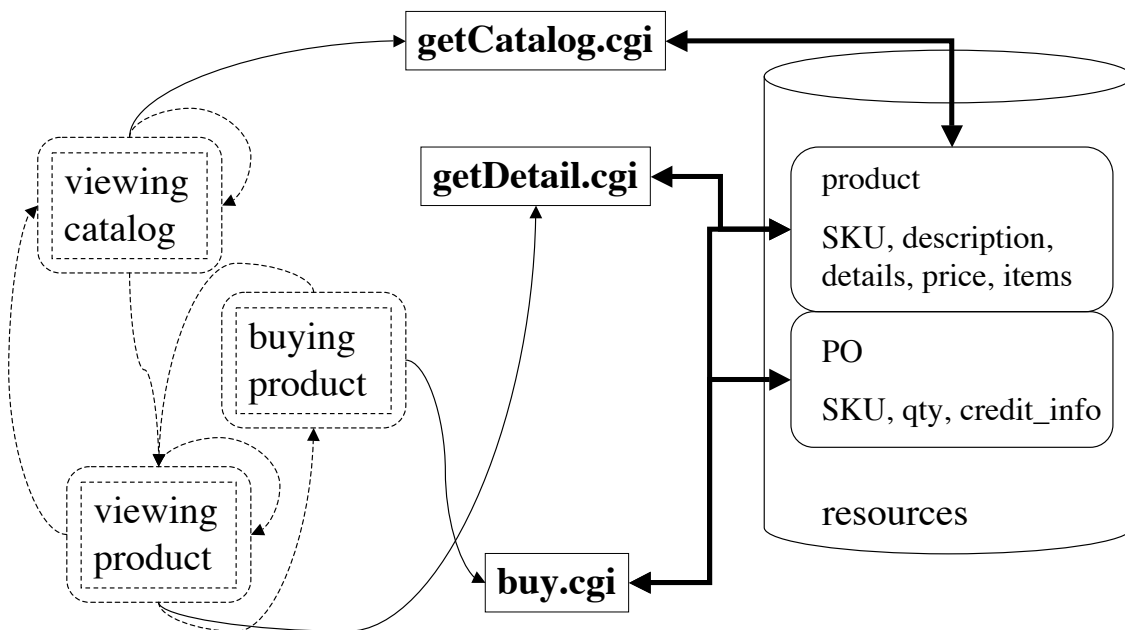 getCatalog.cgi
viewing
catalog
getDetail.cgi
product
SKU, description,
details, price, items
buying
product
PO
SKU, qty, credit_info
viewing
product
resources
buy.cgi